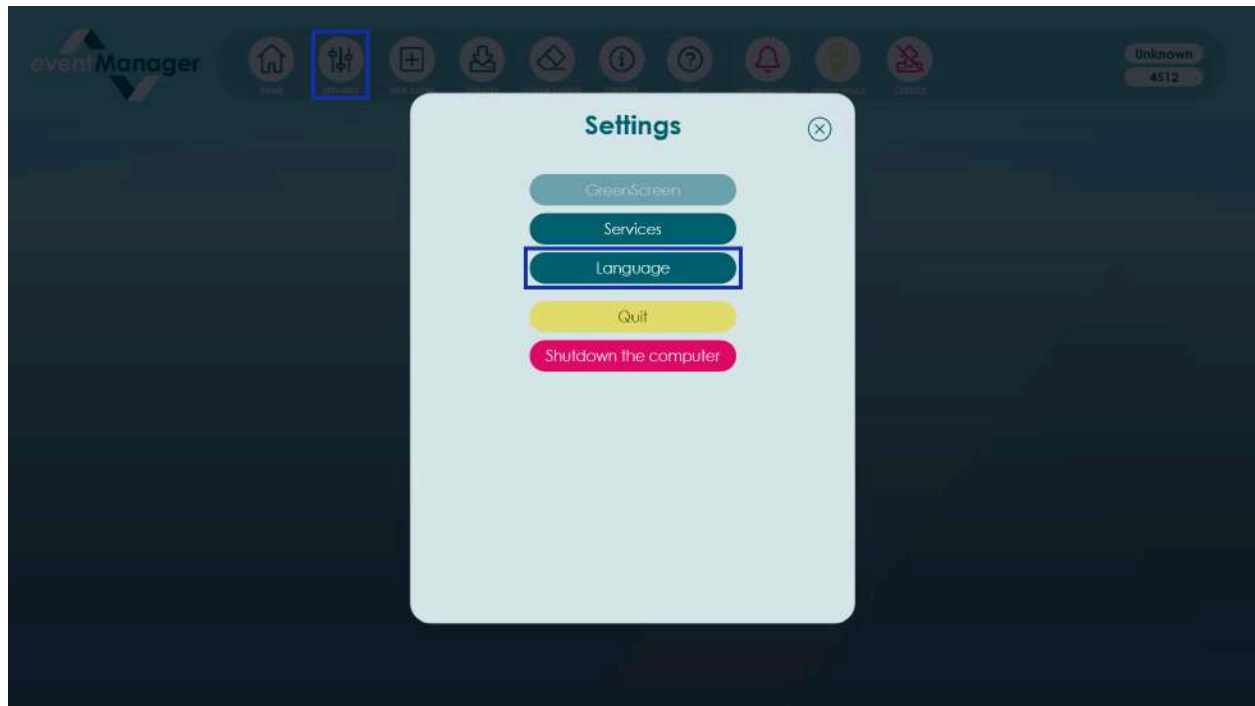 eventManager
Unknown
4512
Settings
GreenScreen
Services
Language
Quit
Shutdown the computer